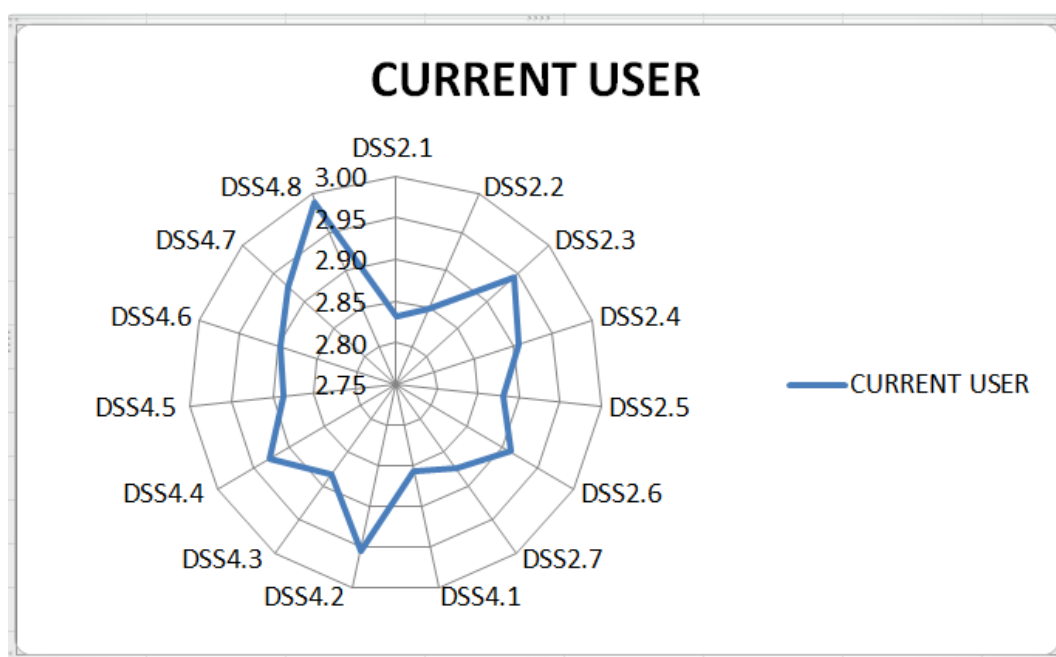 CURRENT USER
DSS2.1
DSS2.2
DSS2.3
DSS2.4
DSS2.5
DSS2.6
DSS2.7
DSS4.1
DSS4.2
DSS4.3
DSS4.4
DSS4.5
DSS4.6
DSS4.7
DSS4.8
3.00
2.95
2.90
2.85
2.80
2.75
CURRENT USER